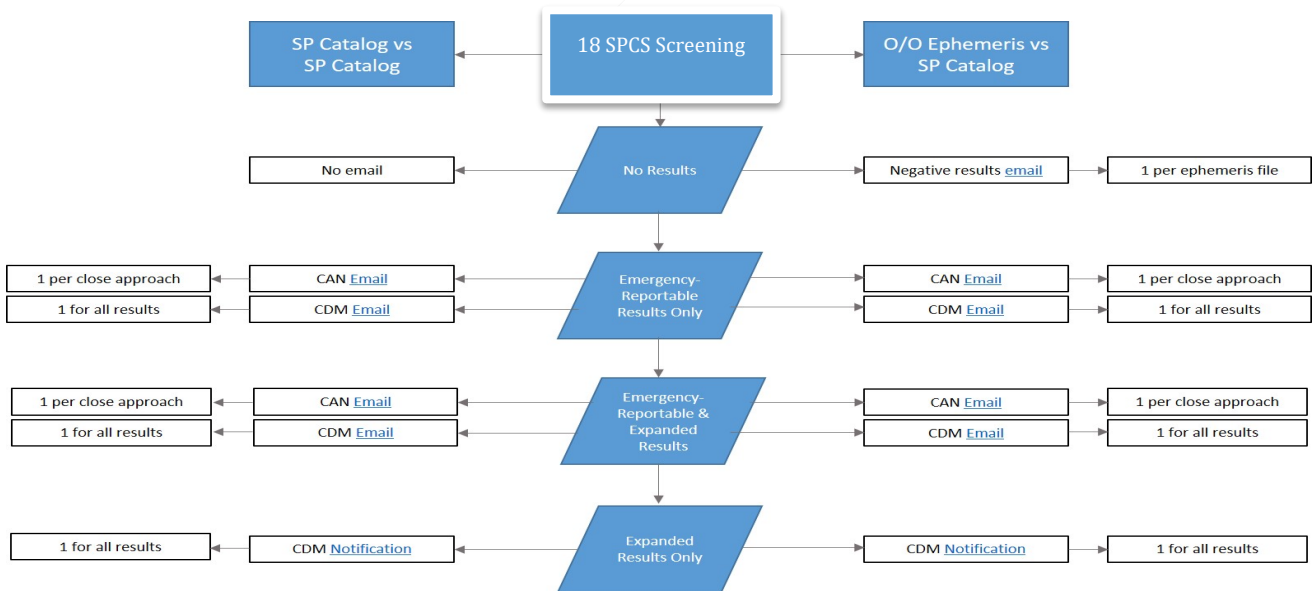 SP Catalog vs
SP Catalog
18 SPCS Screening
O/O Ephemeris vs
SP Catalog
No email
No Results
Negative results email
1 per ephemeris file
1 per close approach
CAN Email
1 for all results
CDM Email
Emergency-
Reportable
Results Only
CAN Email
1 per close approach
CDM Email
1 for all results
1 per close approach
CAN Email
1 for all results
CDM Email
Emergency-
Reportable &
Expanded
Results
CAN Email
1 per close approach
CDM Email
1 for all results
1 for all results
CDM Notification
Expanded
Results Only
CDM Notification
1 for all results